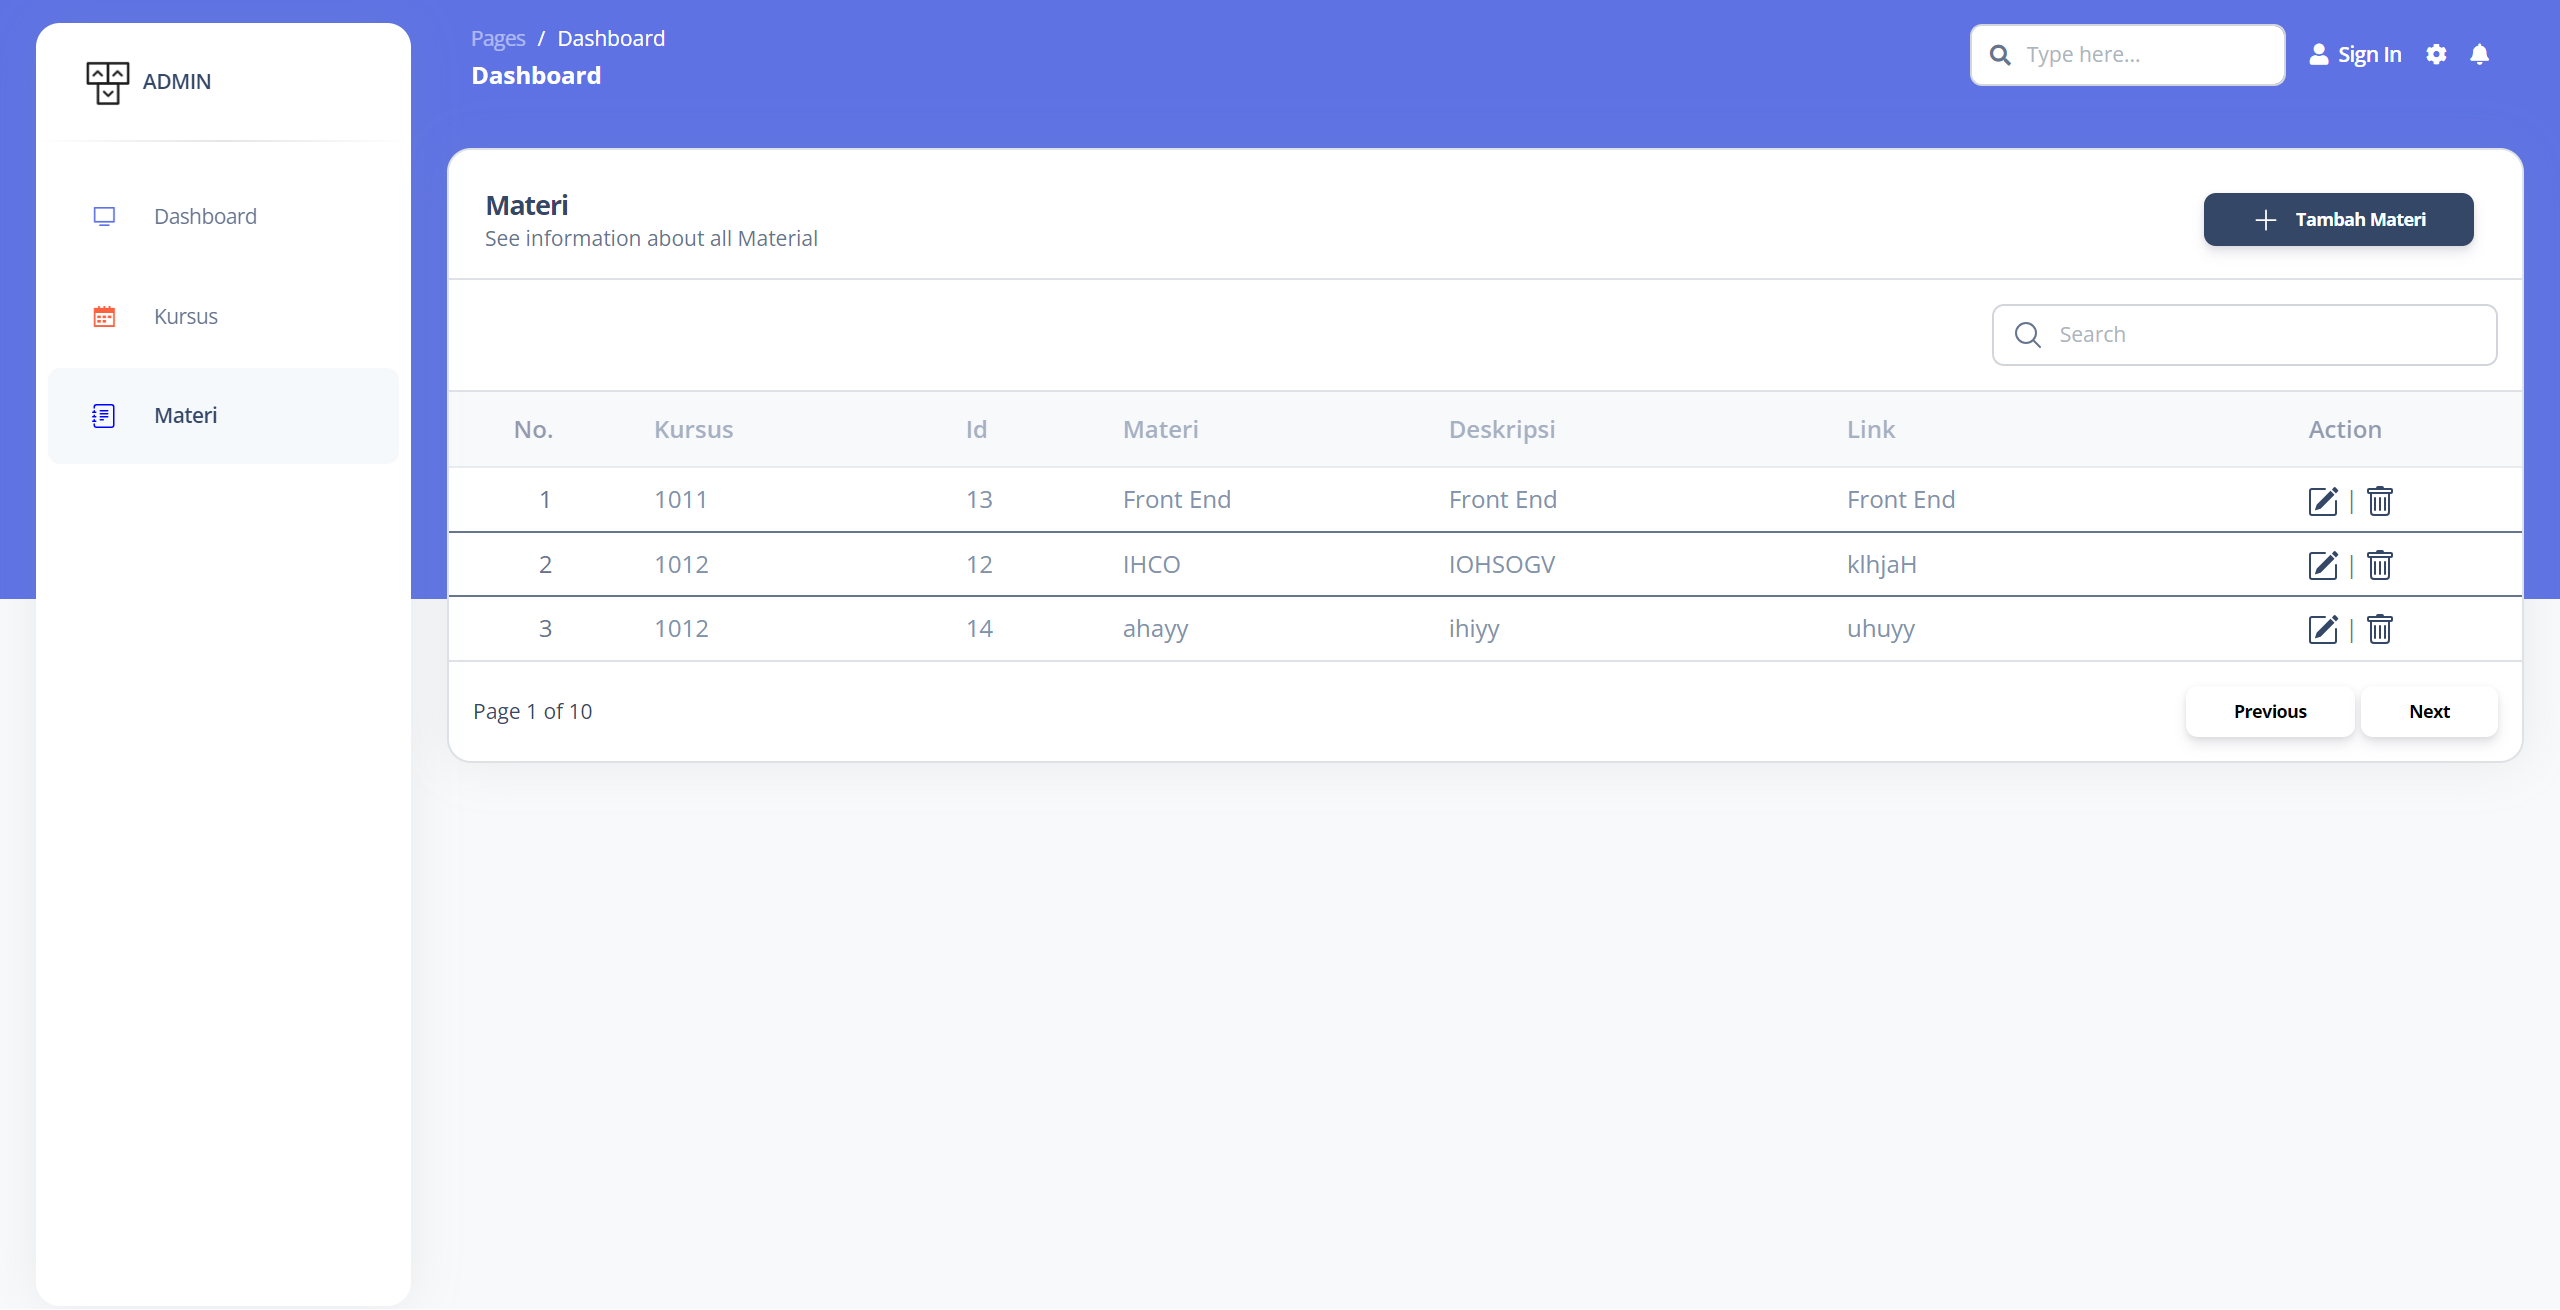 ADMIN
Dashboard
Kursus
Materi
Pages / Dashboard
Dashboard
Type here...
Sign In
Materi
See information about all Material
Tambah Materi
Search
No. Kursus Id Materi Deskripsi Link Action
1 1011 13 Front End Front End Front End |
2 1012 12 IHCO IOHSOGV klhjaH |
3 1012 14 ahayy ihiyy uhuyy |
Page 1 of 10
Previous Next